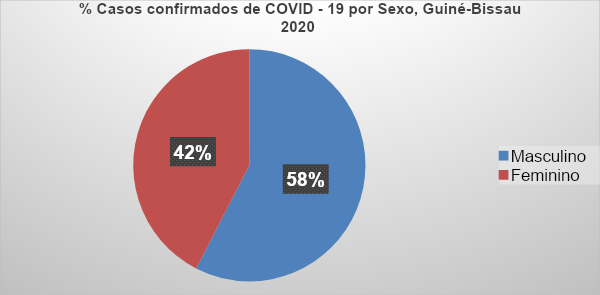 % Casos confirmados de COVID - 19 por Sexo, Guiné-Bissau
2020
42%
58%
Masculino
Feminino